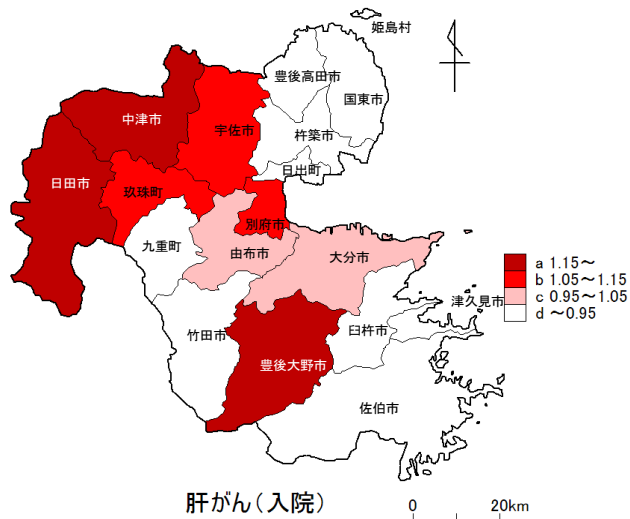 姫島村
豊後高田市
国東市
中津市
宇佐市
杵築市
日出町
日田市
玖珠町
別府市
九重町
由布市
大分市
a 1.15～
b 1.05～1.15
c 0.95～1.05
d ～0.95
津久見市
竹田市
臼杵市
豊後大野市
佐伯市
肝がん(入院)
0 20km